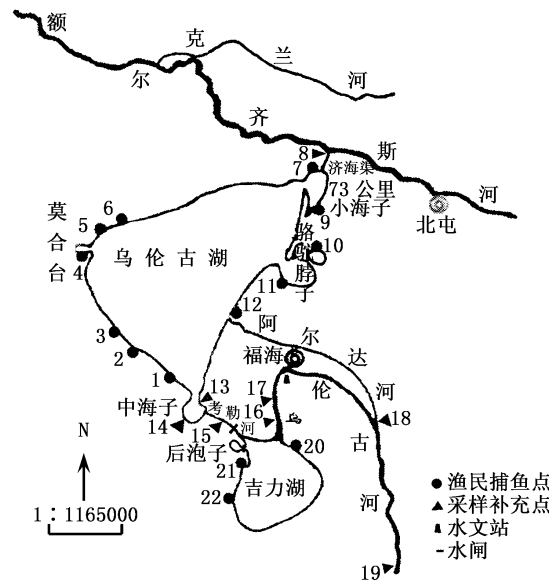 额
尔
克
兰
河
齐
斯
河
8
7
济海渠
73公里
小海子
9
北屯
莫
合
台
6
5
4
乌伦古湖
骆
驼
脖
子
10
11
12
阿
尔
达
河
福海
伦
古
河
3
2
1
13
中海子
考
勒
河
14
15
16
17
18
后泡子
20
21
吉力湖
22
19
N
1:1165000
渔民捕鱼点
采样补充点
水文站
水闸